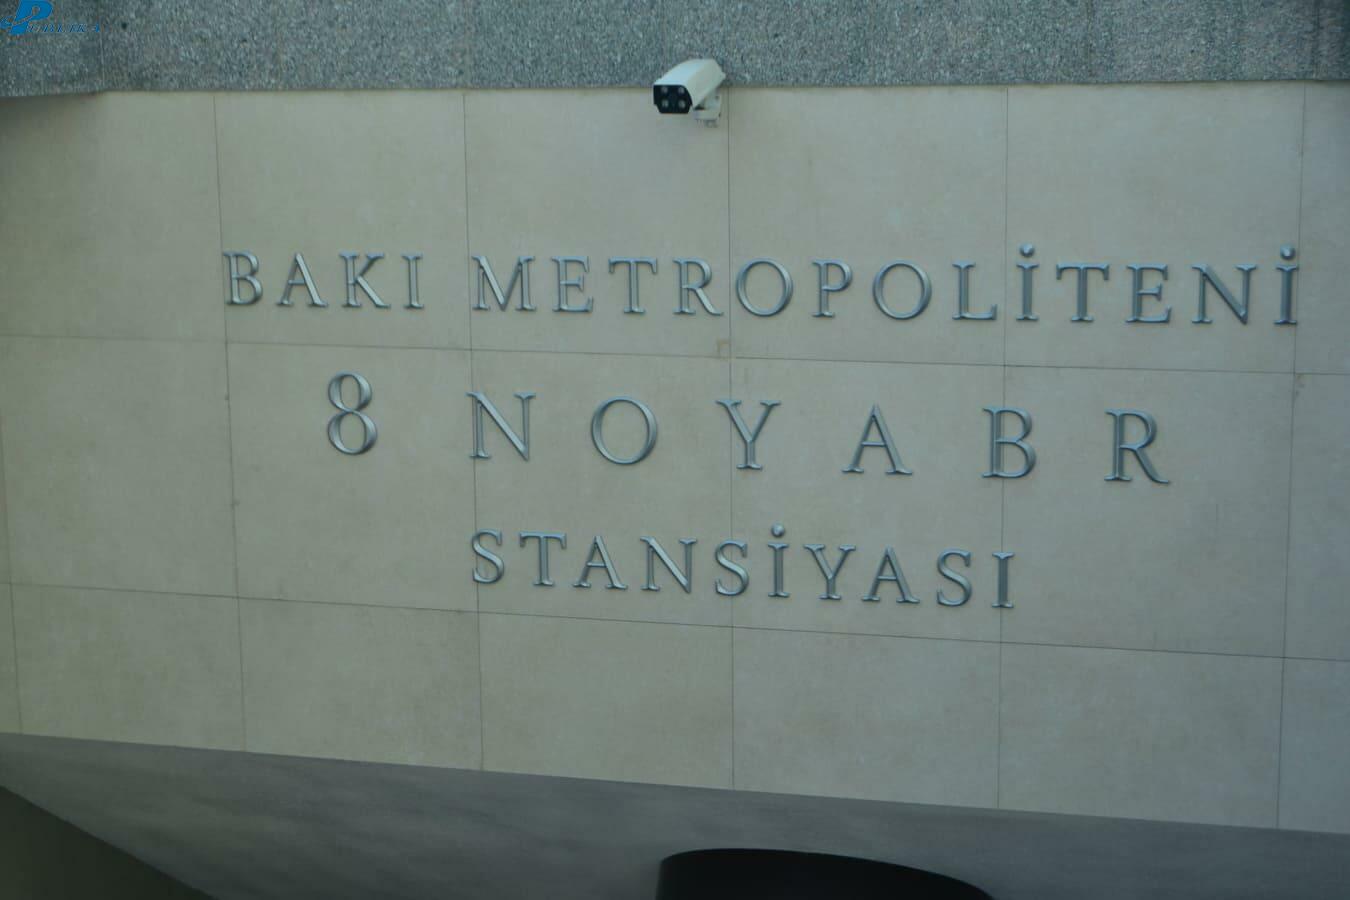 BAKI METROPOLİTENİ
8 NOYABR
STANSİYASI